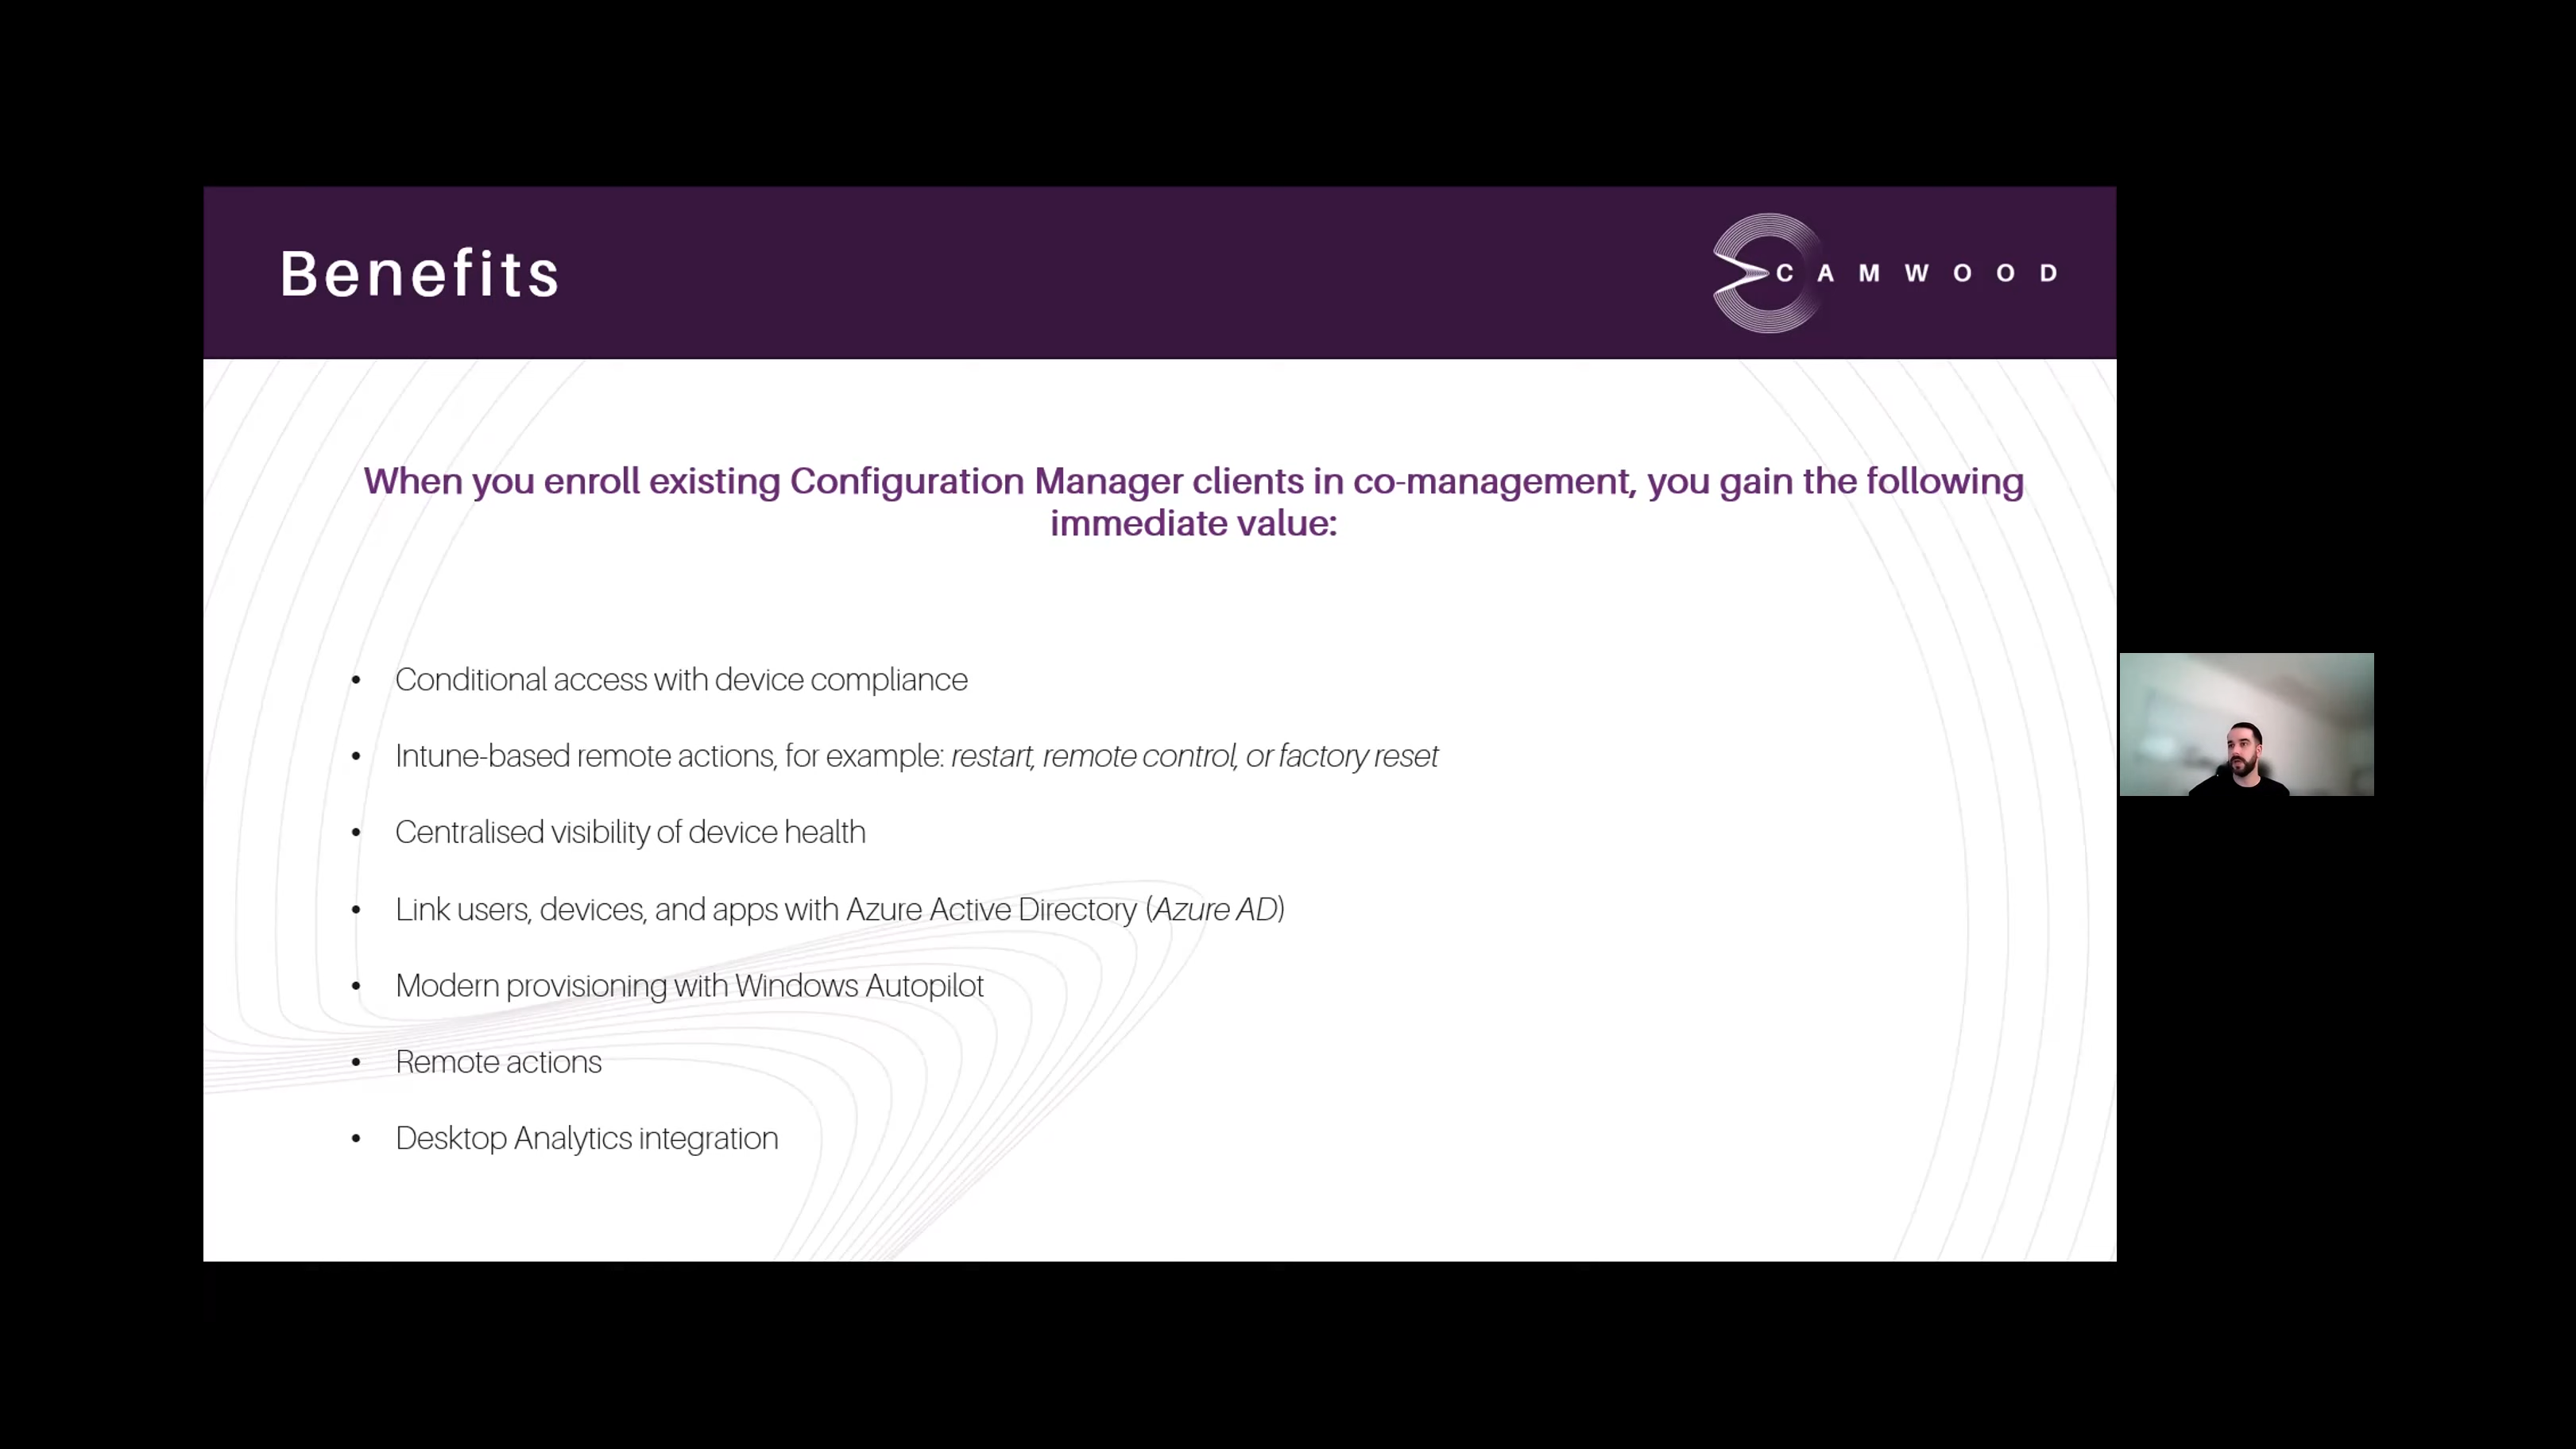 Benefits
CAMWOOD
When you enroll existing Configuration Manager clients in co-management, you gain the following
immediate value:
• Conditional access with device compliance
• Intune-based remote actions, for example: restart, remote control, or factory reset
• Centralised visibility of device health
• Link users, devices, and apps with Azure Active Directory (Azure AD)
• Modern provisioning with Windows Autopilot
• Remote actions
• Desktop Analytics integration